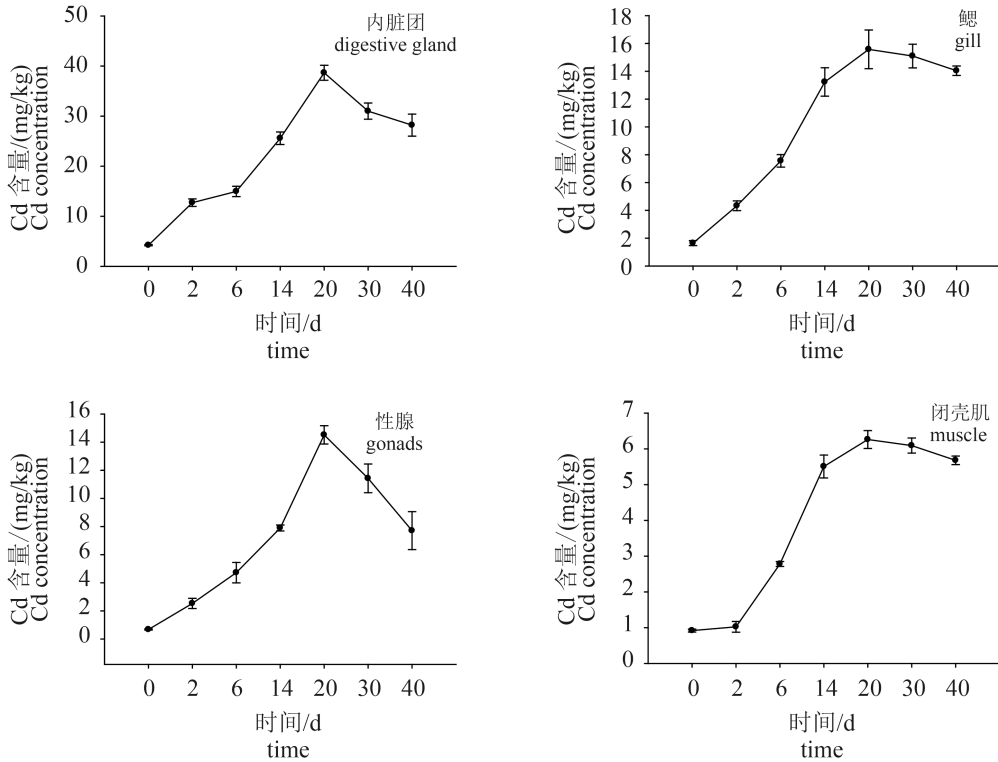 内脏团
digestive gland
Cd 含量/(mg/kg)
Cd concentration
50
40
30
20
10
0
0 2 6 14 20 30 40
时间/d
time
鳃
gill
Cd 含量/(mg/kg)
Cd concentration
18
16
14
12
10
8
6
4
2
0
0 2 6 14 20 30 40
时间/d
time
性腺
gonads
Cd 含量/(mg/kg)
Cd concentration
16
14
12
10
8
6
4
2
0
0 2 6 14 20 30 40
时间/d
time
闭壳肌
muscle
Cd 含量/(mg/kg)
Cd concentration
7
6
5
4
3
2
1
0
0 2 6 14 20 30 40
时间/d
time